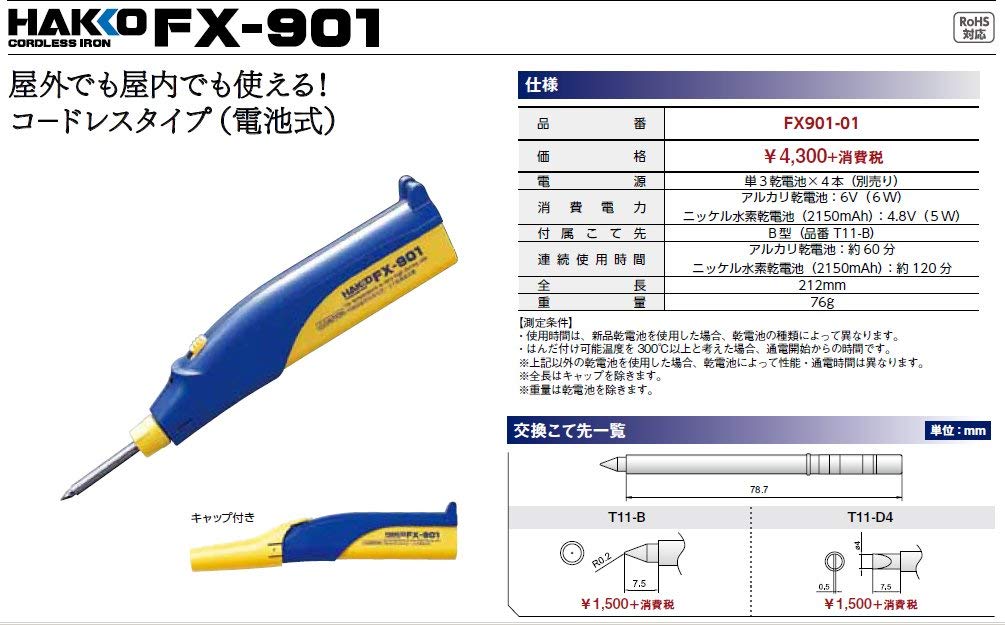 HAKKO FX-901
CORDLESS IRON
RoHS
対応
屋外でも屋内でも使える!
コードレスタイプ（電池式）
仕様
品番 FX901-01
価格 ￥4,300+消費税
電源 単３乾電池×４本（別売り）
消費電力 アルカリ乾電池：6V（６W）
ニッケル水素乾電池（2150mAh）：4.8V（５W）
付属こて先 Ｂ型（品番 T11-B）
連続使用時間 アルカリ乾電池：約 60 分
ニッケル水素乾電池（2150mAh）：約 120 分
全長 212mm
重量 76g
【測定条件】
・使用時間は、新品乾電池を使用した場合、乾電池の種類によって異なります。
・はんだ付け可能温度を 300℃以上と考えた場合、通電開始からの時間です。
※上記以外の乾電池を使用した場合、乾電池によって性能・通電時間は異なります。
※全長はキャップを除きます。
※重量は乾電池を除きます。
HAKKO FX-901
キャップ付き
FX-901
交換こて先一覧 単位：mm
78.7
T11-B
R0.2
7.5
￥1,500+消費税
T11-D4
ø4
0.5
7.5
￥1,500+消費税